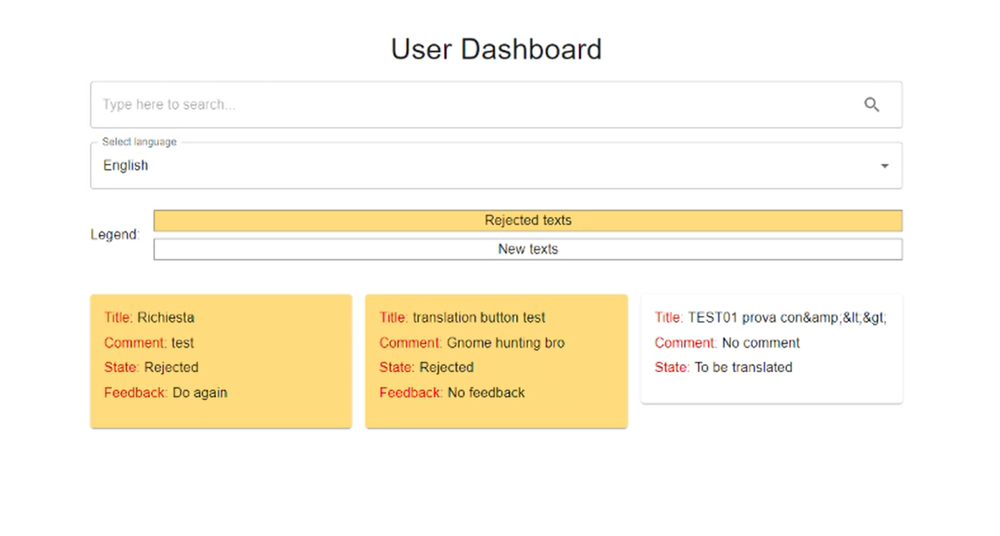 User Dashboard
Type here to search...
Select language
English
Legend:
Rejected texts
New texts
Title: Richiesta
Comment: test
State: Rejected
Feedback: Do again
Title: translation button test
Comment: Gnome hunting bro
State: Rejected
Feedback: No feedback
Title: TEST01 prova con&amp;&lt;&gt;
Comment: No comment
State: To be translated